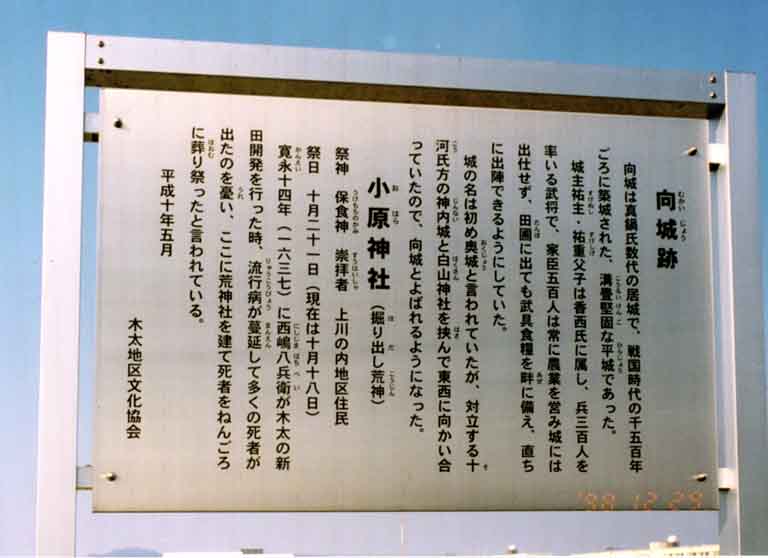 向城跡
向城は真鍋氏数代の居城で、戦国時代の千五百年
ごろに築城された、溝畳堅固な平城であった。
城主祐主・祐重父子は香西氏に属し、兵三百人を
率いる武将で、家臣五百人は常に農業を営み城には
出仕せず、田圃に出ても武具食糧を畔に備え、直ち
に出陣できるようにしていた。
城の名は初め奥城と言われていたが、対立する十
河氏方の神内城と白山神社を挟んで東西に向かい合
っていたので、向城とよばれるようになった。
小原神社（掘り出し荒神）
祭神 保食神 崇拝者 上川の内地区住民
祭日 十月二十一日（現在は十月十八日）
寛永十四年（一六三七）に西嶋八兵衛が木太の新
田開発を行った時、流行病が蔓延して多くの死者が
出たのを憂い、ここに荒神社を建て死者をねんごろ
に葬り祭ったと言われている。
平成十年五月
木太地区文化協会
'98 12 29